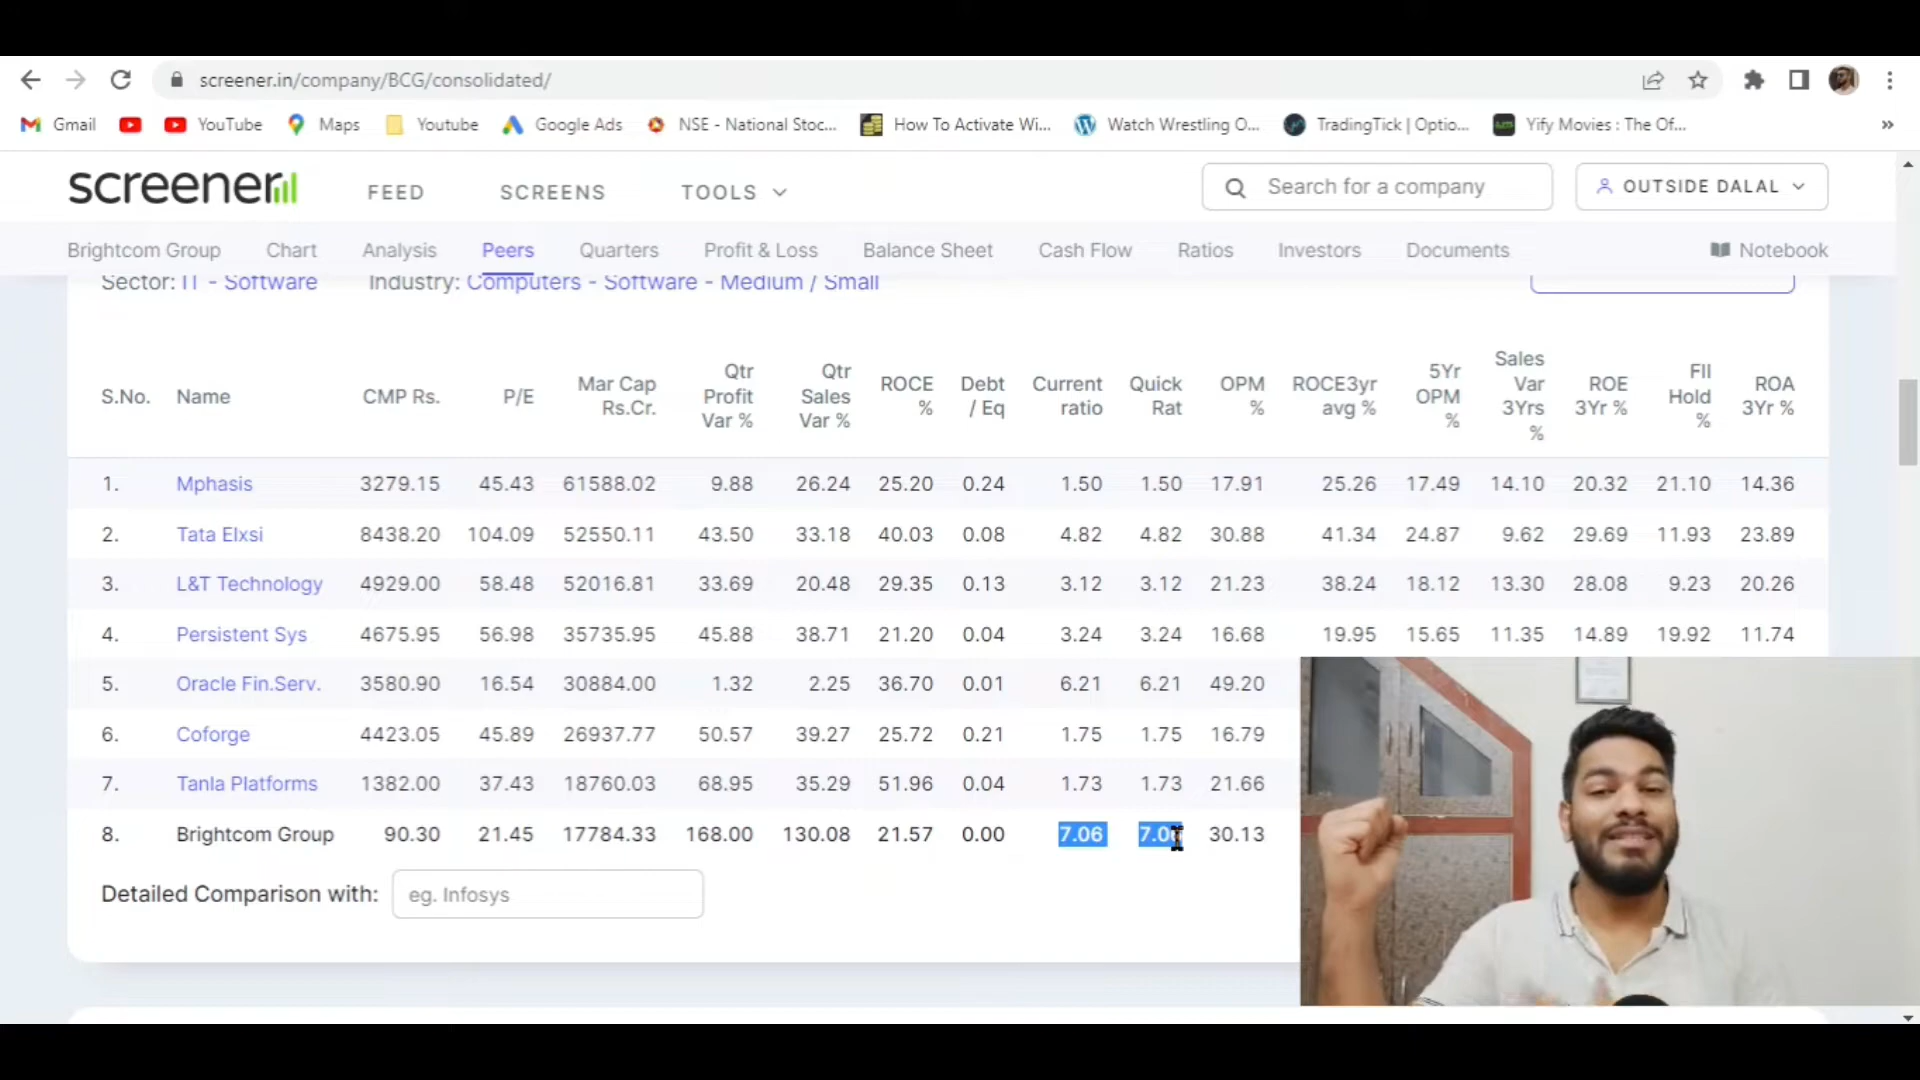 screener.in/company/BCG/consolidated/
Gmail YouTube Maps Youtube Google Ads NSE - National Stoc... How To Activate Wi... Watch Wrestling O... TradingTick | Optio... Yify Movies : The Of... »
screener FEED SCREENS TOOLS Search for a company OUTSIDE DALAL
Brightcom Group Chart Analysis Peers Quarters Profit & Loss Balance Sheet Cash Flow Ratios Investors Documents Notebook
Sector: IT - Software Industry: Computers - Software - Medium / Small
S.No. Name CMP Rs. P/E Mar Cap Rs.Cr. Qtr Profit Var % Qtr Sales Var % ROCE % Debt / Eq Current ratio Quick Rat OPM % ROCE3yr avg % 5Yr OPM % Sales Var 3Yrs % ROE 3Yr % FII Hold % ROA 3Yr %
1. Mphasis 3279.15 45.43 61588.02 9.88 26.24 25.20 0.24 1.50 1.50 17.91 25.26 17.49 14.10 20.32 21.10 14.36
2. Tata Elxsi 8438.20 104.09 52550.11 43.50 33.18 40.03 0.08 4.82 4.82 30.88 41.34 24.87 9.62 29.69 11.93 23.89
3. L&T Technology 4929.00 58.48 52016.81 33.69 20.48 29.35 0.13 3.12 3.12 21.23 38.24 18.12 13.30 28.08 9.23 20.26
4. Persistent Sys 4675.95 56.98 35735.95 45.88 38.71 21.20 0.04 3.24 3.24 16.68 19.95 15.65 11.35 14.89 19.92 11.74
5. Oracle Fin.Serv. 3580.90 16.54 30884.00 1.32 2.25 36.70 0.01 6.21 6.21 49.20
6. Coforge 4423.05 45.89 26937.77 50.57 39.27 25.72 0.21 1.75 1.75 16.79
7. Tanla Platforms 1382.00 37.43 18760.03 68.95 35.29 51.96 0.04 1.73 1.73 21.66
8. Brightcom Group 90.30 21.45 17784.33 168.00 130.08 21.57 0.00 7.06 30.13
Detailed Comparison with: eg. Infosys